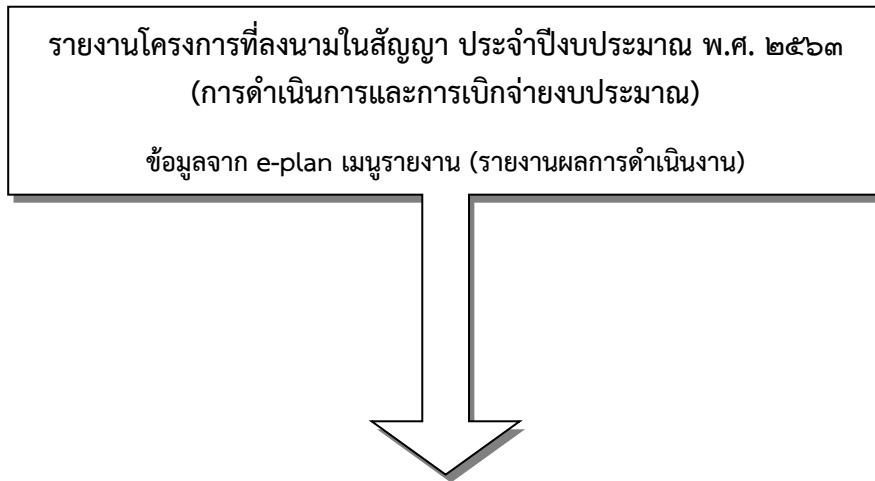 รายงานโครงการที่ลงนามในสัญญา ประจำปีงบประมาณ พ.ศ. ๒๕๖๓
(การดำเนินการและการเบิกจ่ายงบประมาณ)
ข้อมูลจาก e-plan เมนูรายงาน (รายงานผลการดำเนินงาน)